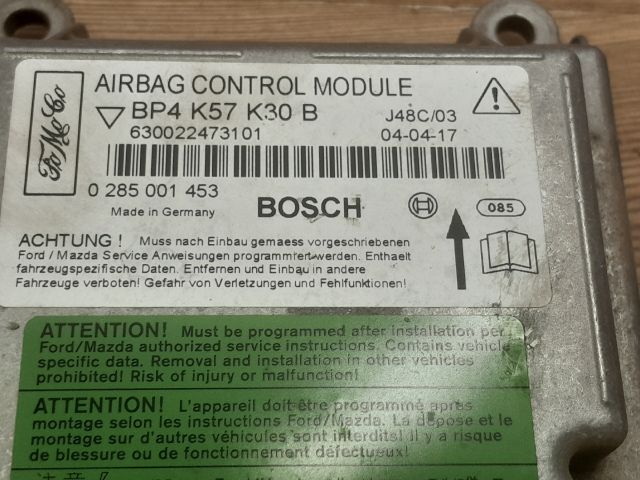 FoMoCo
AIRBAG CONTROL MODULE
BP4 K57 K30 B
J48C/03
630022473101
04-04-17
0 285 001 453
Made in Germany
BOSCH
085
ACHTUNG ! Muss nach Einbau gemaess vorgeschriebenen
Ford / Mazda Service Anweisungen programmiert werden. Enthaelt
fahrzeugspezifische Daten. Entfernen und Einbau in andere
Fahrzeuge verboten! Gefahr von Verletzungen und Fehlfunktionen!
ATTENTION! Must be programmed after installation per
Ford/Mazda authorized service instructions. Contains vehicle
specific data. Removal and installation in other vehicles
prohibited! Risk of injury or malfunction!
ATTENTION! L'appareil doit être programmé après
montage selon les instructions Ford/Mazda. La dépose et le
montage sur d'autres véhicules sont interdits! Il y a risque
de blessure ou de fonctionnement défectueux!
注意!